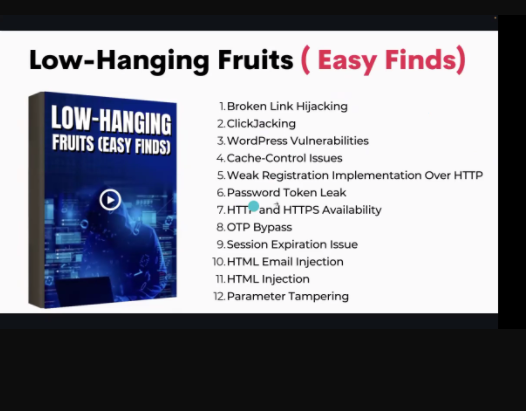 Low-Hanging Fruits ( Easy Finds)
LOW-HANGING
FRUITS (EASY FINDS)
1. Broken Link Hijacking
2. ClickJacking
3. WordPress Vulnerabilities
4. Cache-Control Issues
5. Weak Registration Implementation Over HTTP
6. Password Token Leak
7. HTTP and HTTPS Availability
8. OTP Bypass
9. Session Expiration Issue
10. HTML Email Injection
11. HTML Injection
12. Parameter Tampering